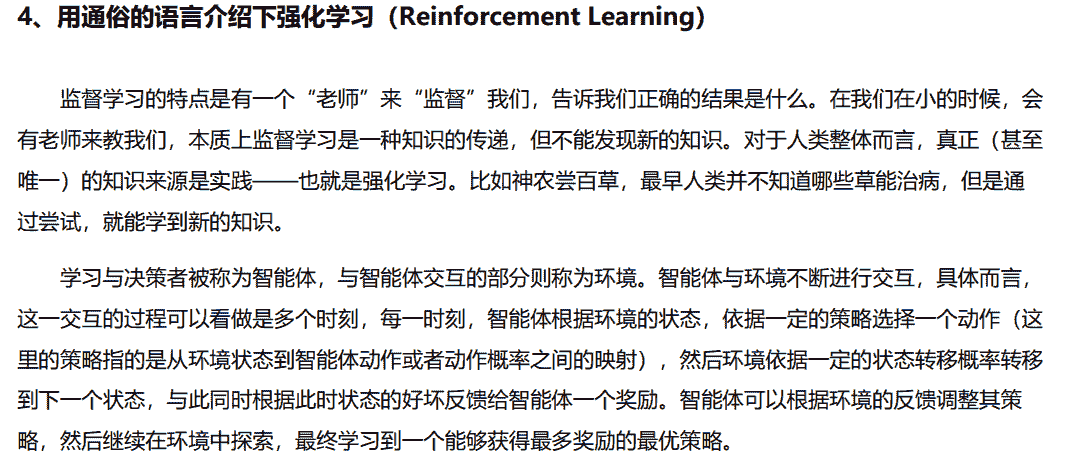 4、用通俗的语言介绍下强化学习（Reinforcement Learning）
监督学习的特点是有一个“老师”来“监督”我们，告诉我们正确的结果是什么。在我们在小的时候，会
有老师来教我们，本质上监督学习是一种知识的传递，但不能发现新的知识。对于人类整体而言，真正（甚至
唯一）的知识来源是实践——也就是强化学习。比如神农尝百草，最早人类并不知道哪些草能治病，但是通
过尝试，就能学到新的知识。
学习与决策者被称为智能体，与智能体交互的部分则称为环境。智能体与环境不断进行交互，具体而言，
这一交互的过程可以看做是多个时刻，每一时刻，智能体根据环境的状态，依据一定的策略选择一个动作（这
里的策略指的是从环境状态到智能体动作或者动作概率之间的映射），然后环境依据一定的状态转移概率转移
到下一个状态，与此同时根据此时状态的好坏反馈给智能体一个奖励。智能体可以根据环境的反馈调整其策
略，然后继续在环境中探索，最终学习到一个能够获得最多奖励的最优策略。